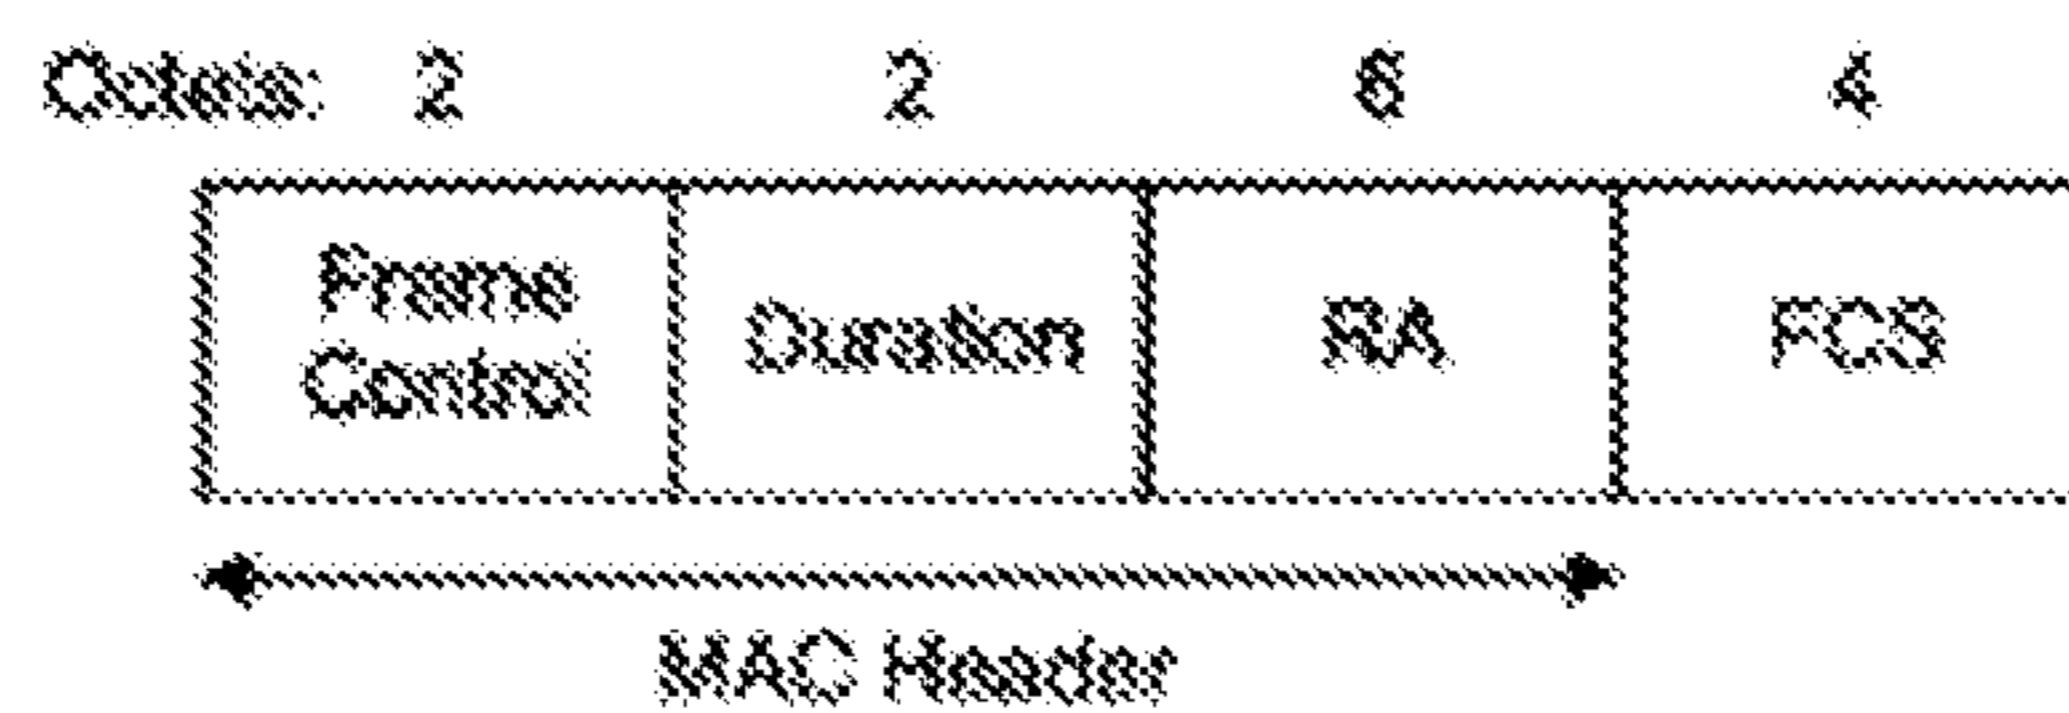 Octets: 2 2 6 4
Frame
Control
Duration
RA
FCS
MAC Header